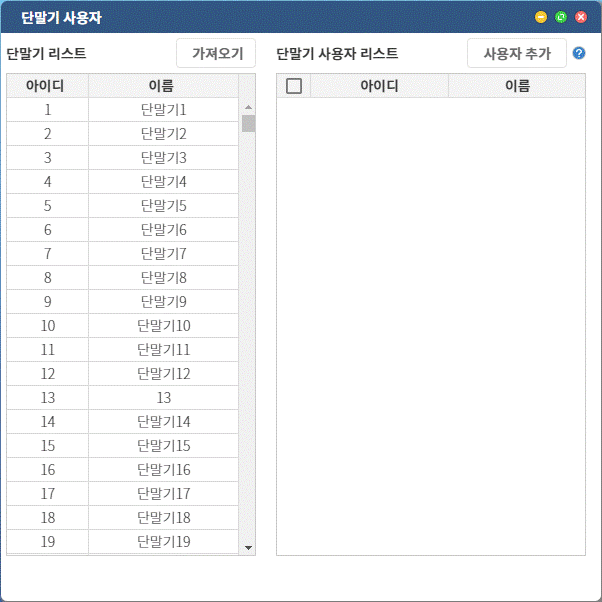 단말기 사용자
단말기 리스트 가져오기
아이디 이름
1 단말기1
2 단말기2
3 단말기3
4 단말기4
5 단말기5
6 단말기6
7 단말기7
8 단말기8
9 단말기9
10 단말기10
11 단말기11
12 단말기12
13 13
14 단말기14
15 단말기15
16 단말기16
17 단말기17
18 단말기18
19 단말기19
단말기 사용자 리스트 사용자 추가 ?
아이디 이름